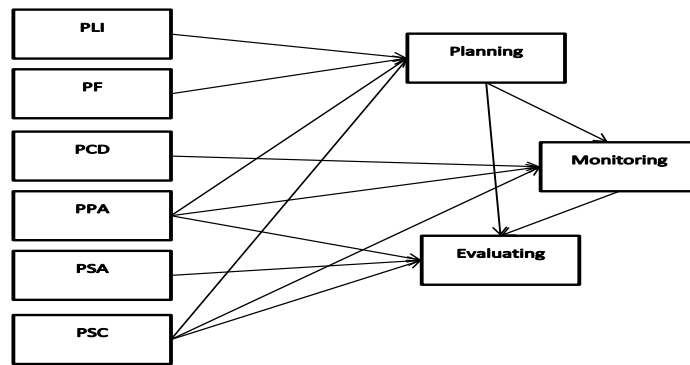 PLI
PF
PCD
PPA
PSA
PSC
Planning
Monitoring
Evaluating